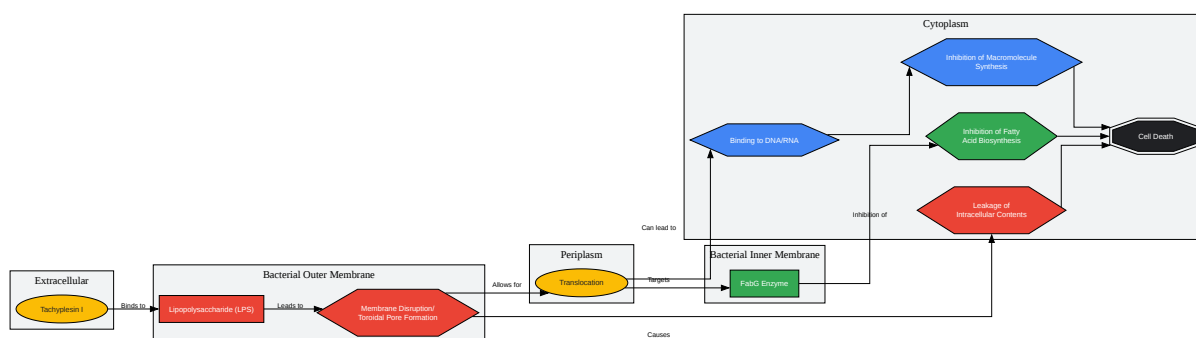 Cytoplasm
Inhibition of Macromolecule
Synthesis
Binding to DNA/RNA
Inhibition of Fatty
Acid Biosynthesis
Cell Death
Leakage of
Intracellular Contents
Inhibition of
Can lead to
Periplasm
Translocation
Targets
Bacterial Inner Membrane
FabG Enzyme
Bacterial Outer Membrane
Extracellular
Tachyplesin I
Binds to
Lipopolysaccharide (LPS)
Leads to
Membrane Disruption/
Toroidal Pore Formation
Allows for
Causes